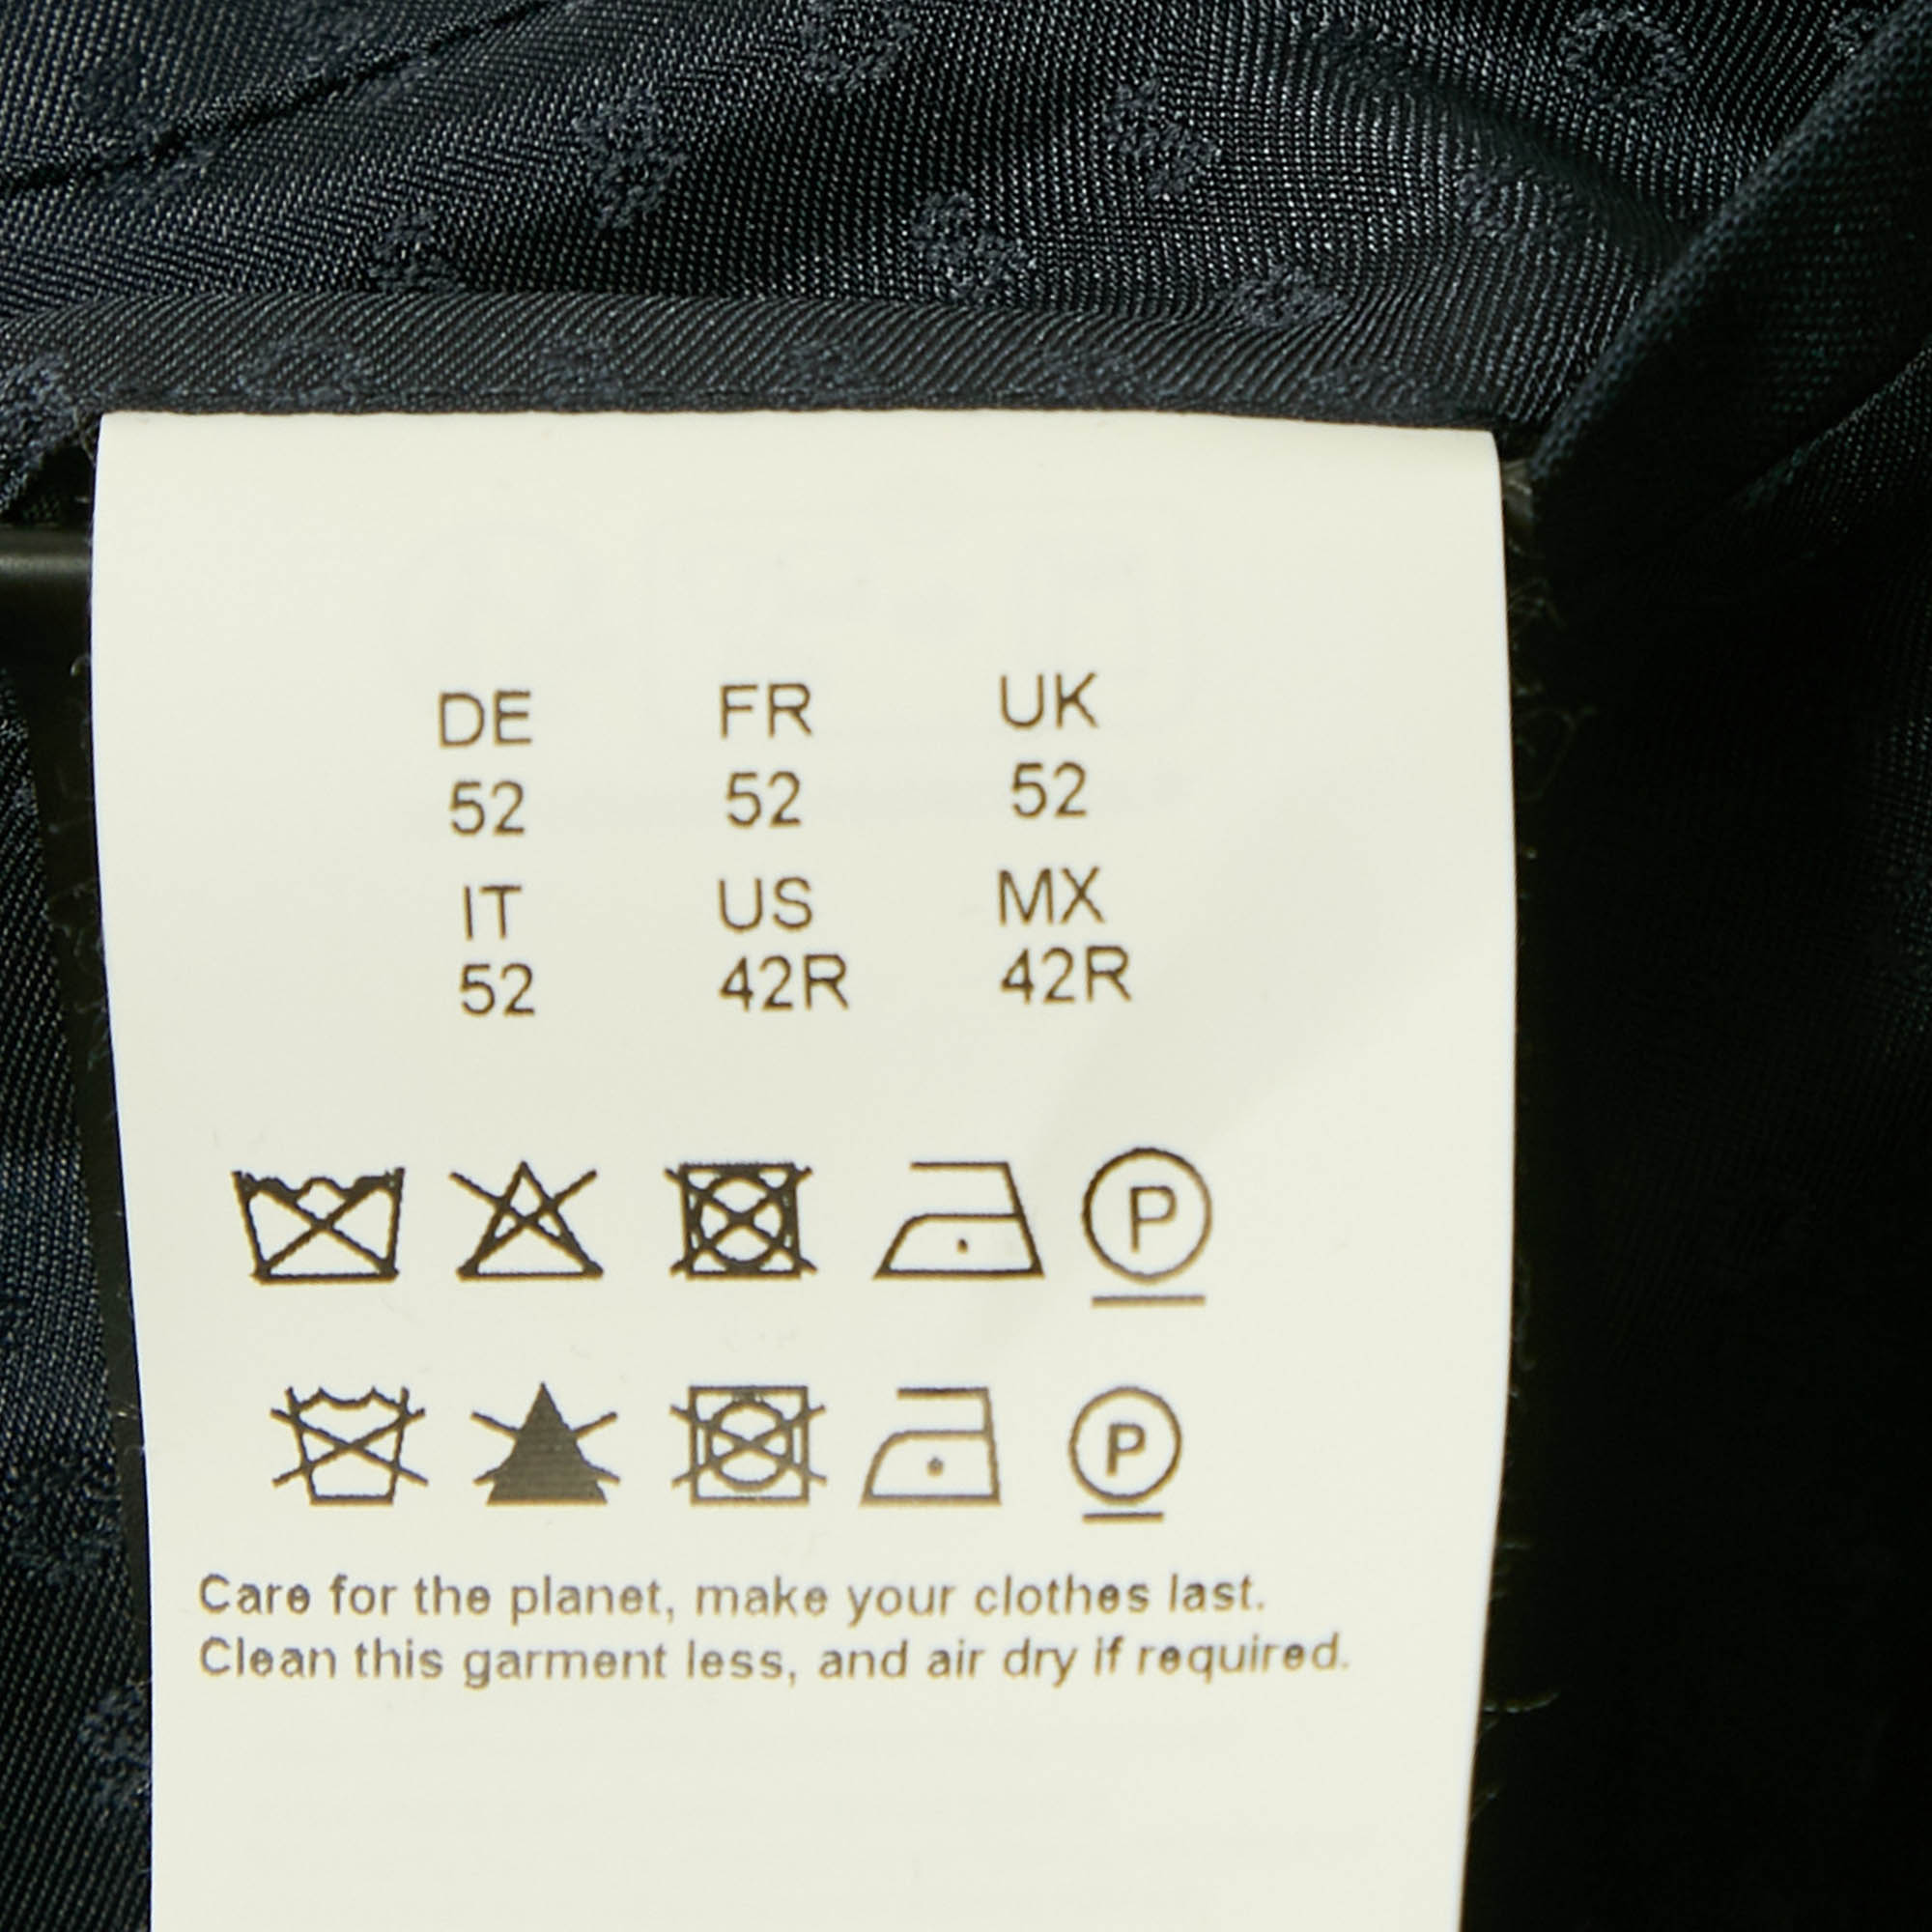 DE FR UK
52 52 52
IT US MX
52 42R 42R
P
P
Care for the planet, make your clothes last.
Clean this garment less, and air dry if required.